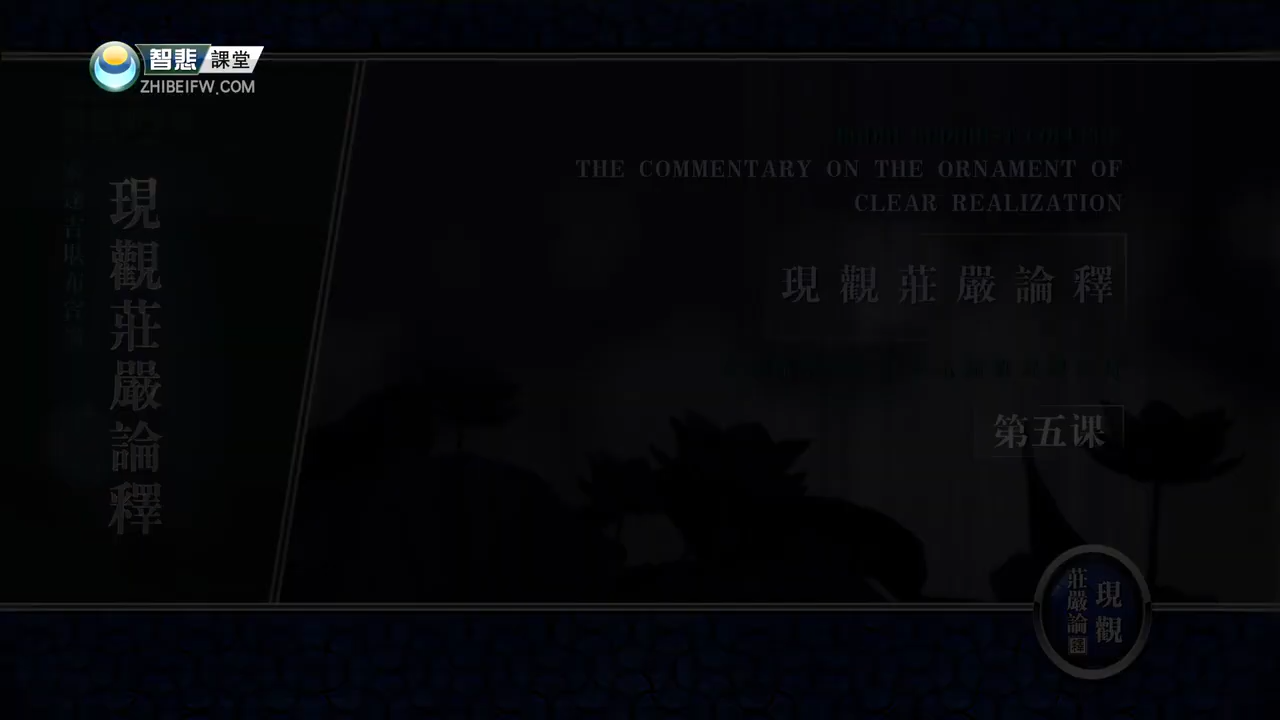 智悲課堂
ZHIBEIFW.COM
現觀莊嚴論釋
THE COMMENTARY ON THE ORNAMENT OF
CLEAR REALIZATION
現觀莊嚴論釋
第五课
現觀
莊嚴論釋